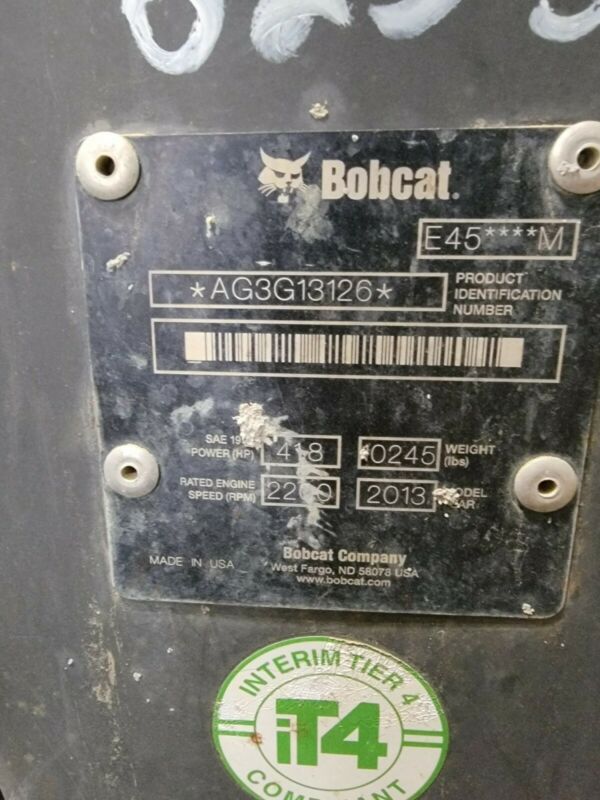 Bobcat.
E45****M
*AG3G13126*
PRODUCT
IDENTIFICATION
NUMBER
SAE
POWER (HP)
418
0245
WEIGHT
(lbs)
RATED ENGINE
SPEED (RPM)
2013
MADE IN USA
Bobcat Company
West Fargo, ND 58078 USA
www.bobcat.com
INTERIM TIER 4
iT4